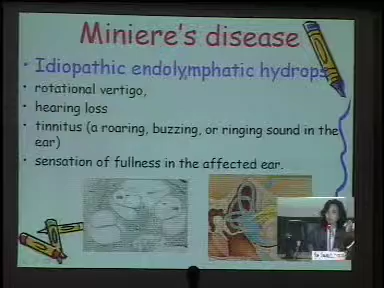 Miniere's disease
• Idiopathic endolymphatic hydrops
• rotational vertigo,
• hearing loss
• tinnitus (a roaring, buzzing, or ringing sound in the
ear)
• sensation of fullness in the affected ear.